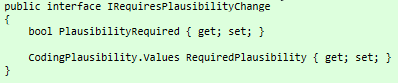 public interface IRequiresPlausibilityChange
{
    bool PlausibilityRequired { get; set; }

    CodingPlausibility.Values RequiredPlausibility { get; set; }
}